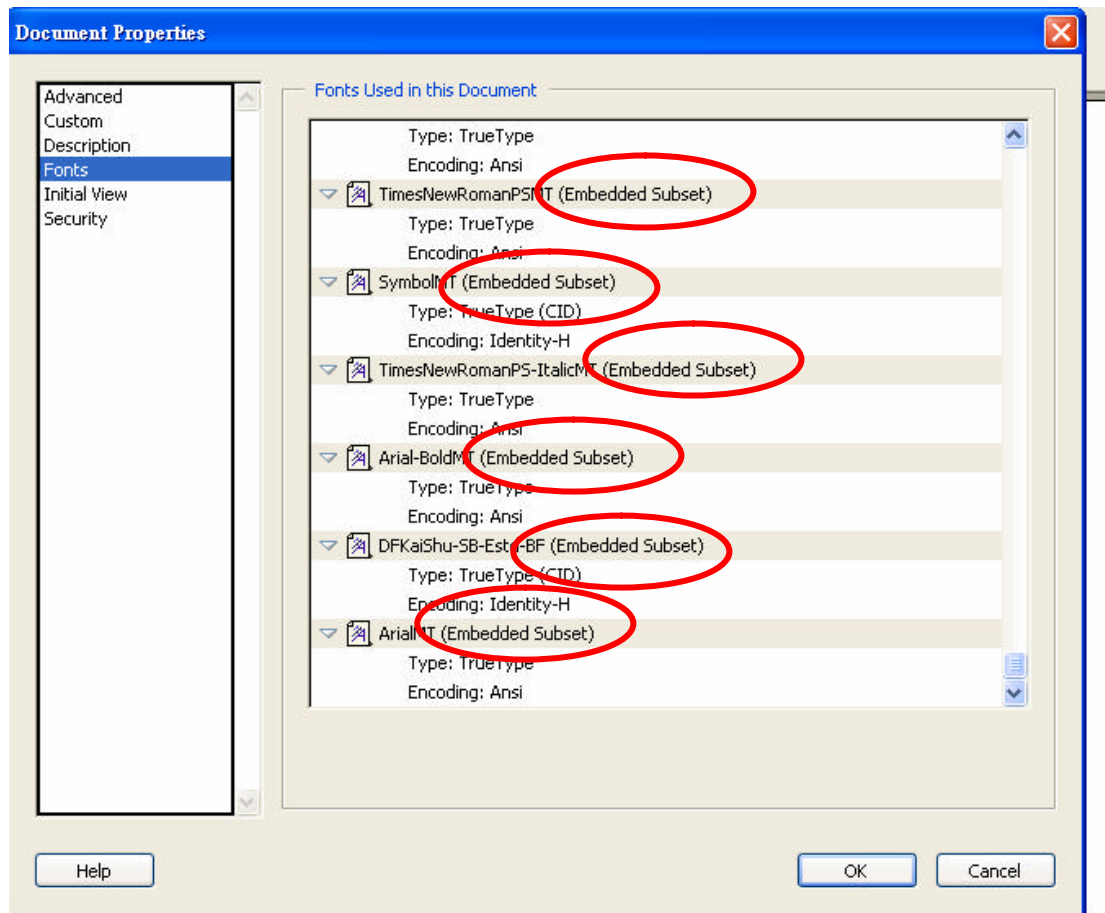 Document Properties
Advanced
Custom
Description
Fonts
Initial View
Security
Fonts Used in this Document
Type: TrueType
Encoding: Ansi
TimesNewRomanPSMT (Embedded Subset)
Type: TrueType
Encoding: Ansi
SymbolMT (Embedded Subset)
Type: TrueType (CID)
Encoding: Identity-H
TimesNewRomanPS-ItalicMT (Embedded Subset)
Type: TrueType
Encoding: Ansi
Arial-BoldMT (Embedded Subset)
Type: TrueType
Encoding: Ansi
DFKaiShu-SB-Estd-BF (Embedded Subset)
Type: TrueType (CID)
Encoding: Identity-H
ArialMT (Embedded Subset)
Type: TrueType
Encoding: Ansi
Help
OK
Cancel